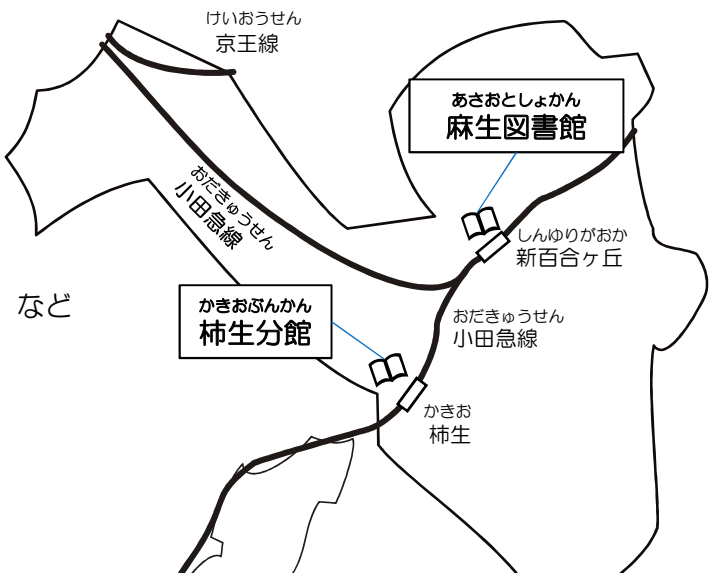 けいおうせん
京王線
あさおとしょかん
麻生図書館
おだきゅうせん
小田急線
しんゆりがおか
新百合ヶ丘
など
かきおぶんかん
柿生分館
おだきゅうせん
小田急線
かきお
柿生